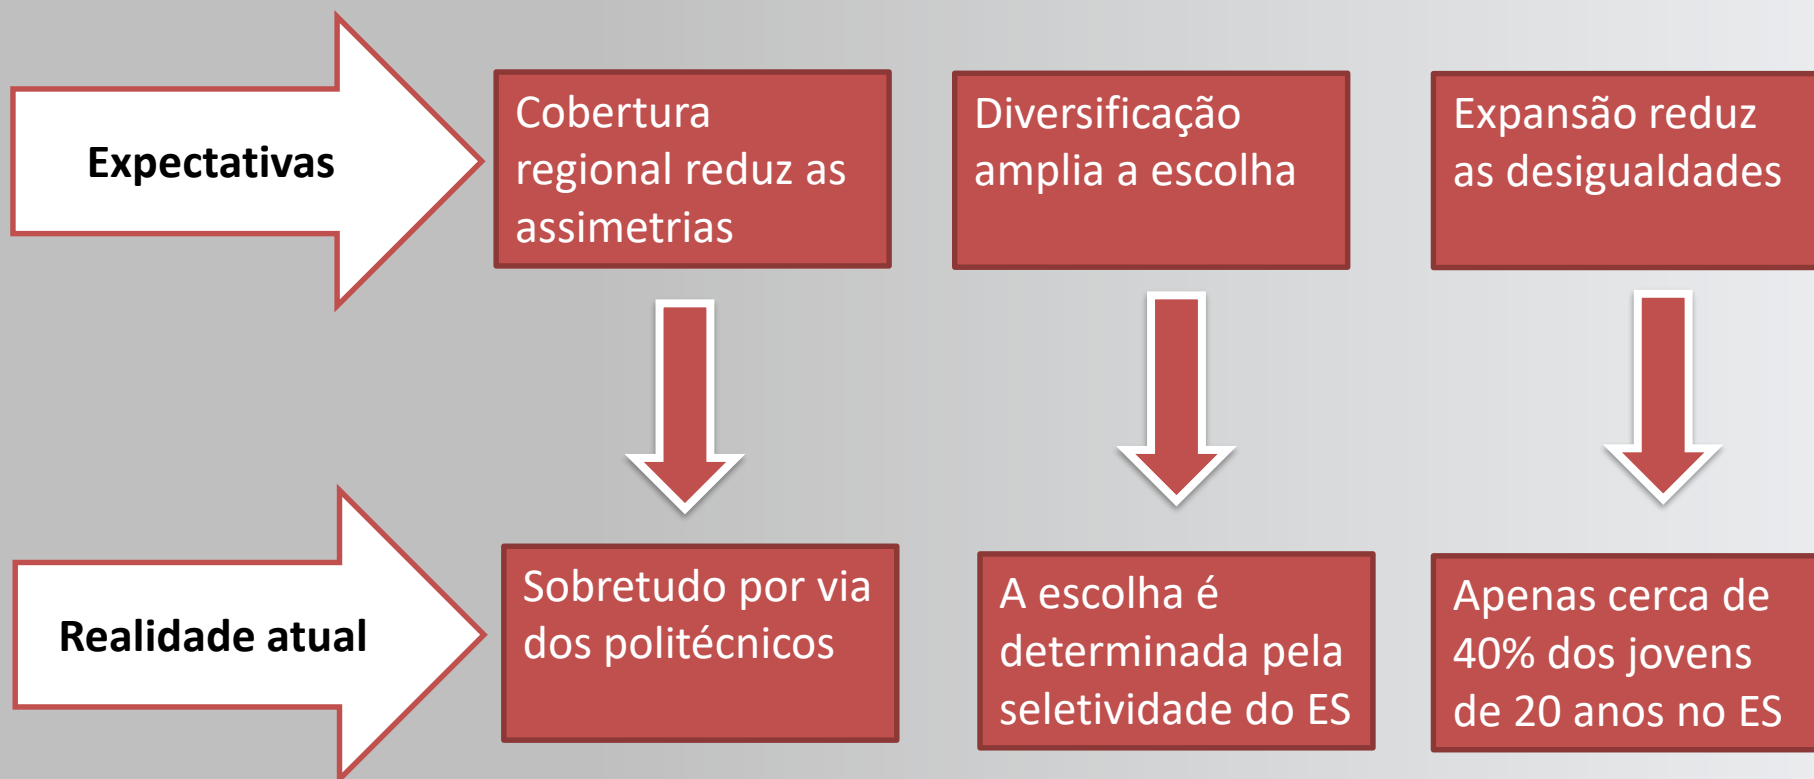 Expectativas
Cobertura
regional reduz as
assimetrias
Diversificação
amplia a escolha
Expansão reduz
as desigualdades
Realidade atual
Sobretudo por via
dos politécnicos
A escolha é
determinada pela
seletividade do ES
Apenas cerca de
40% dos jovens
de 20 anos no ES